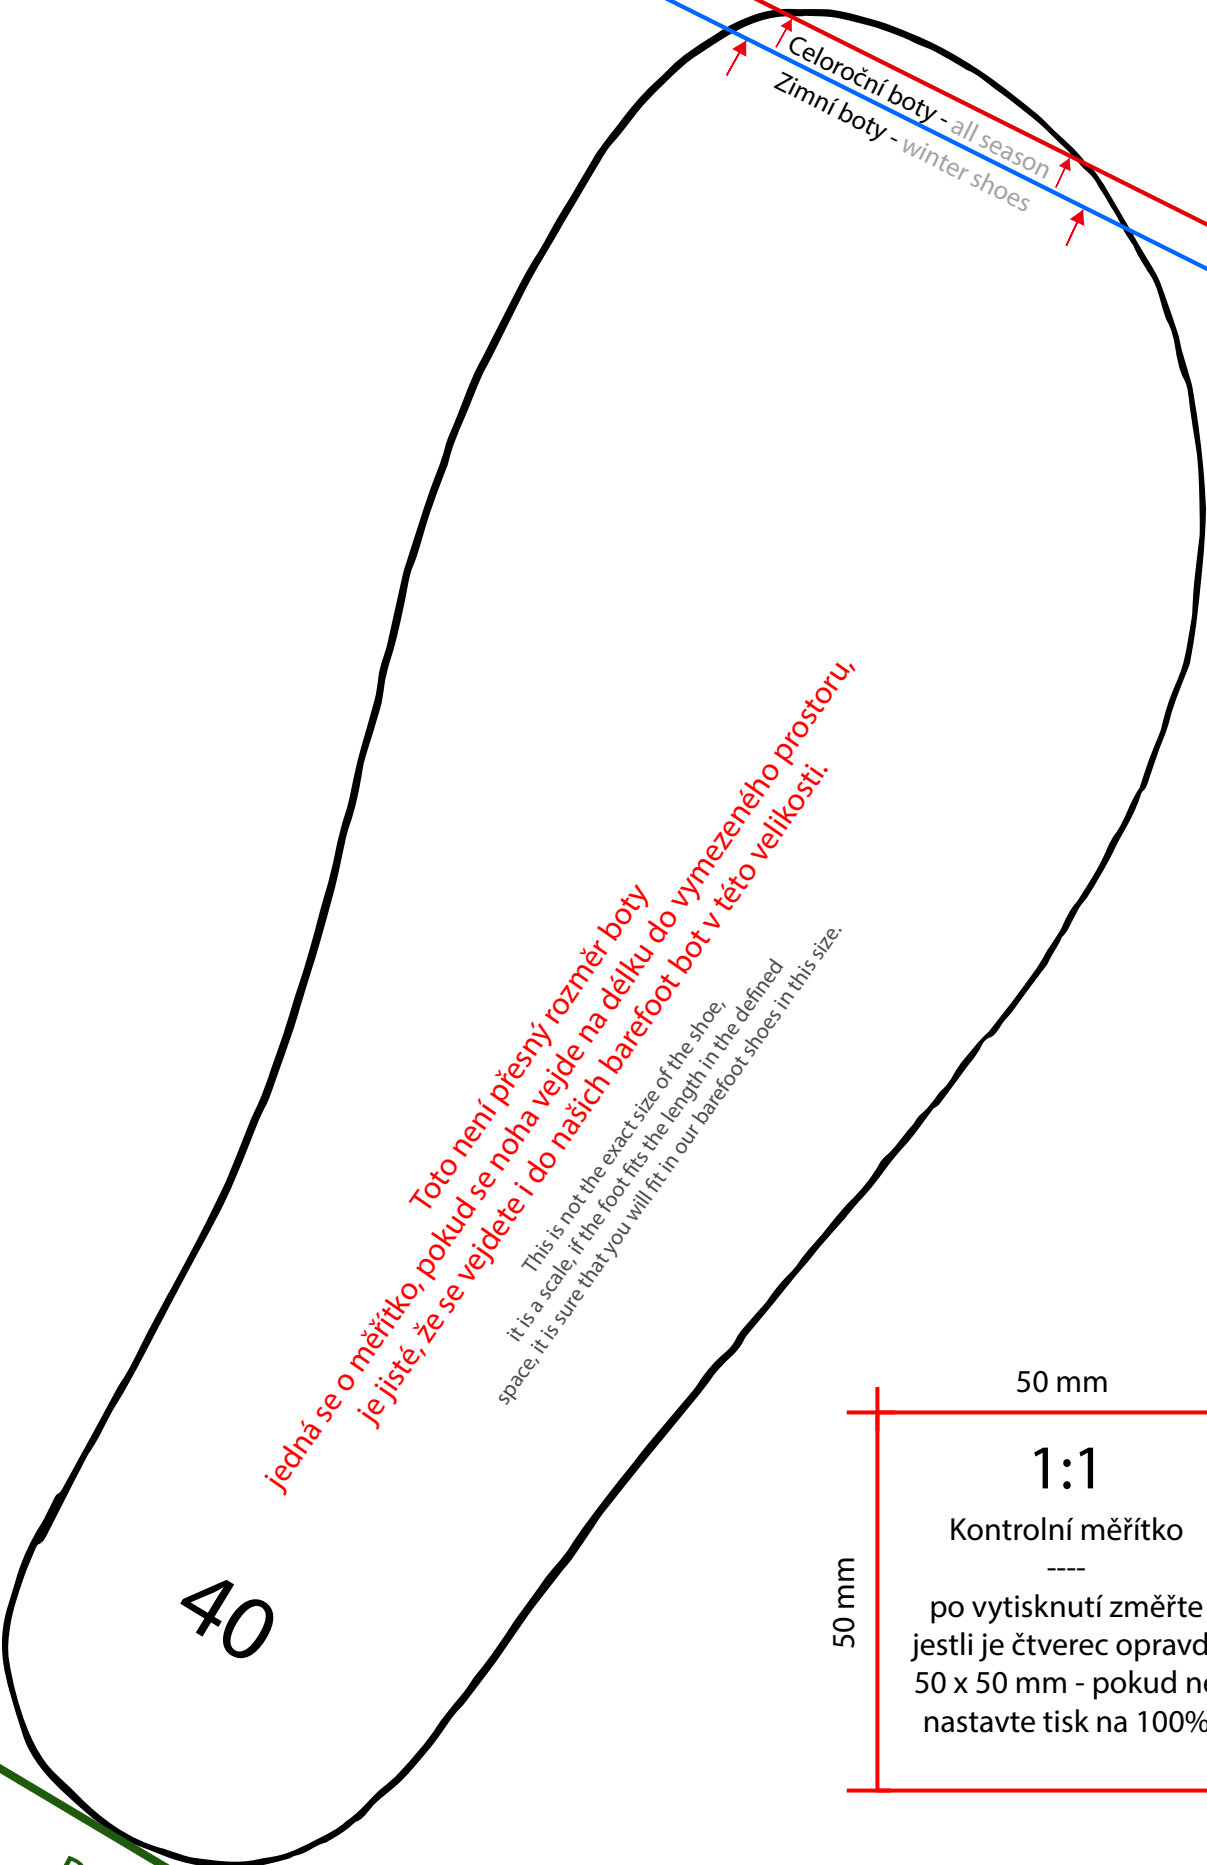 Celoroční boty - all season
Zimní boty - winter shoes
Toto není přesný rozměr boty
jedná se o měřítko, pokud se noha vejde na délku do vymezeného prostoru,
je jisté, že se vejdete i do našich barefoot bot v této velikosti.
This is not the exact size of the shoe,
it is a scale, if the foot fits the length in the defined
space, it is sure that you will fit in our barefoot shoes in this size.
40
50 mm
50 mm
1:1
Kontrolní měřítko
----
po vytisknutí změřte
jestli je čtverec opravd
50 x 50 mm - pokud ne
nastavte tisk na 100%